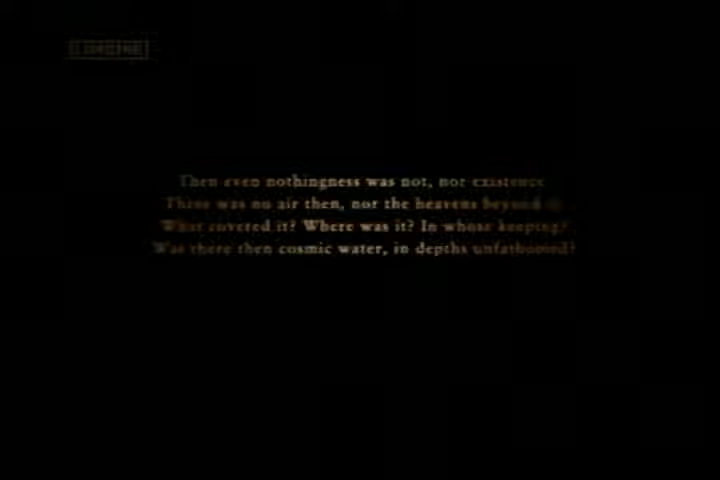 Then even nothingness was not, nor existence
There was no air then, nor the heavens beyond it
What covered it? Where was it? In whose keeping?
Was there then cosmic water, in depths unfathomed?